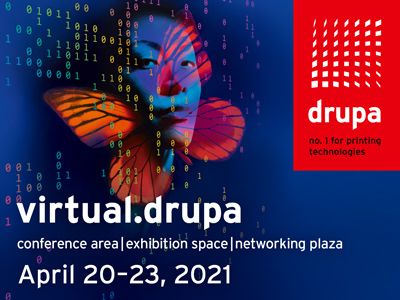 drupa
no. 1 for printing
technologies
virtual.drupa
conference area|exhibition space|networking plaza
April 20–23, 2021